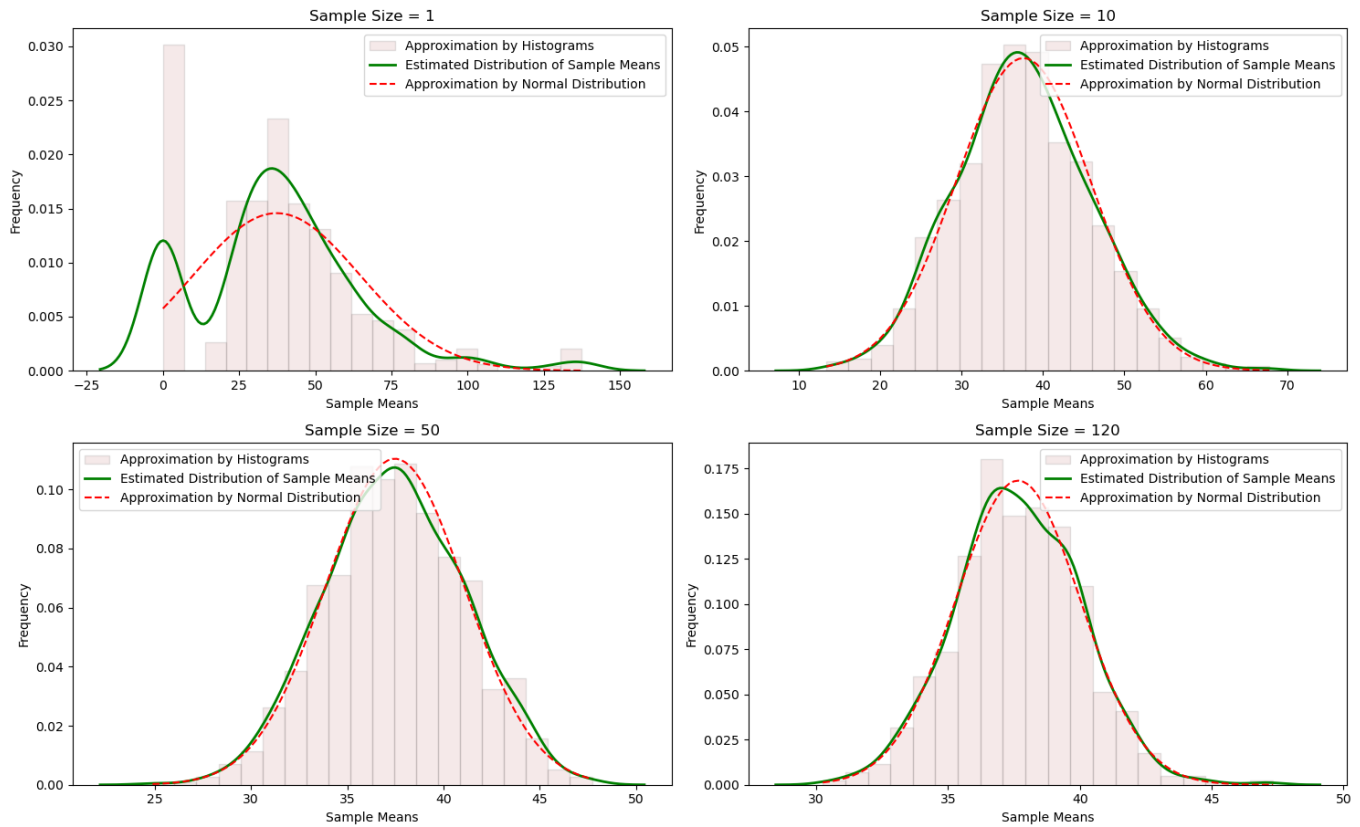 Sample Size = 1
0.030
0.025
0.020
0.015
0.010
0.005
0.000
Frequency
Approximation by Histograms
Estimated Distribution of Sample Means
Approximation by Normal Distribution
−25 0 25 50 75 100 125 150
Sample Means
Sample Size = 10
0.05
0.04
0.03
0.02
0.01
0.00
Frequency
Approximation by Histograms
Estimated Distribution of Sample Means
Approximation by Normal Distribution
10 20 30 40 50 60 70
Sample Means
Sample Size = 50
0.10
0.08
0.06
0.04
0.02
0.00
Frequency
Approximation by Histograms
Estimated Distribution of Sample Means
Approximation by Normal Distribution
25 30 35 40 45 50
Sample Means
Sample Size = 120
0.175
0.150
0.125
0.100
0.075
0.050
0.025
0.000
Frequency
Approximation by Histograms
Estimated Distribution of Sample Means
Approximation by Normal Distribution
30 35 40 45 50
Sample Means